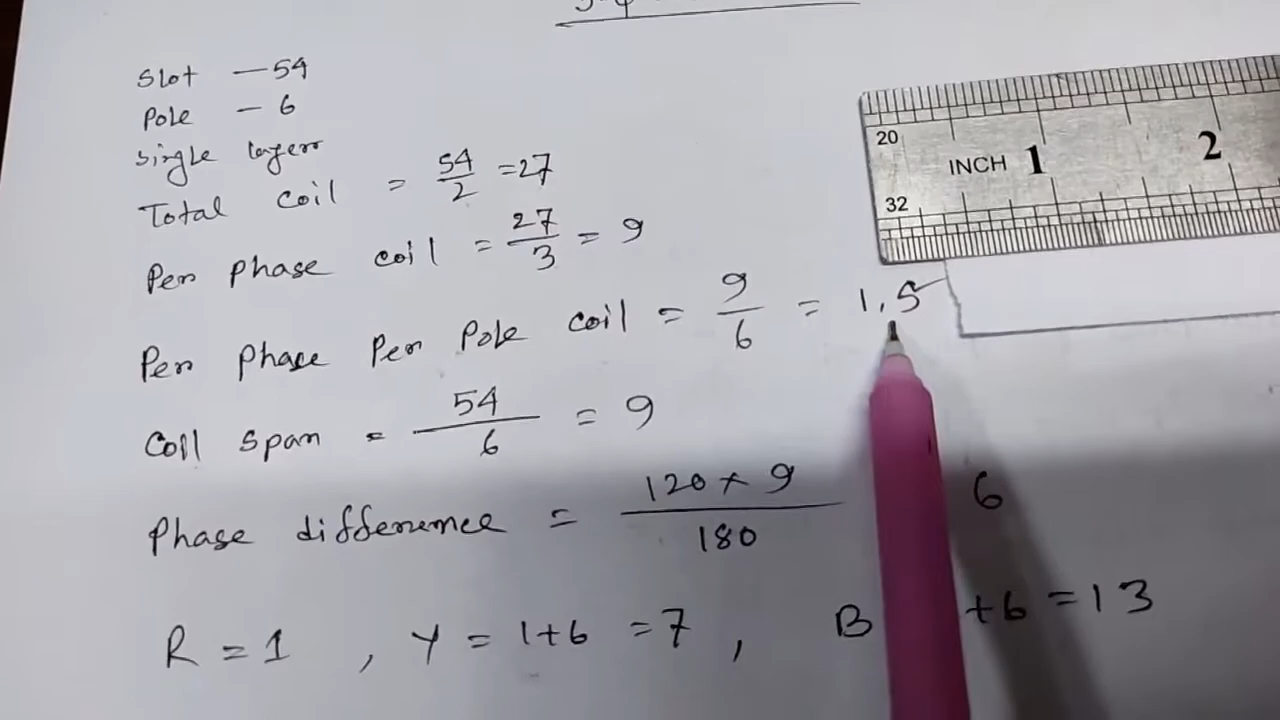 Slot — 54
Pole — 6
Single layer
Total coil = 54/2 = 27
Per phase coil = 27/3 = 9
Per phase Per Pole coil = 9/6 = 1.5
Coil span = 54/6 = 9
Phase difference = 120 × 9 / 180 6
R = 1 , Y = 1+6 = 7 , B +6 = 13
20
INCH 1 2
32